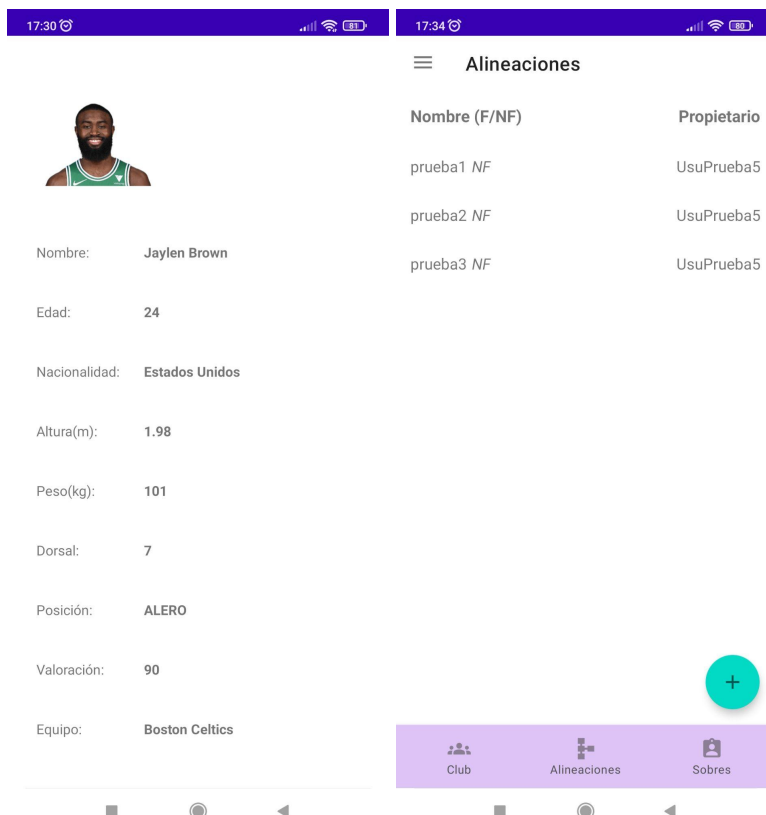 17:30
81
Nombre: Jaylen Brown
Edad: 24
Nacionalidad: Estados Unidos
Altura(m): 1.98
Peso(kg): 101
Dorsal: 7
Posición: ALERO
Valoración: 90
Equipo: Boston Celtics
17:34
80
Alineaciones
Nombre (F/NF) Propietario
prueba1 NF UsuPrueba5
prueba2 NF UsuPrueba5
prueba3 NF UsuPrueba5
+
Club Alineaciones Sobres